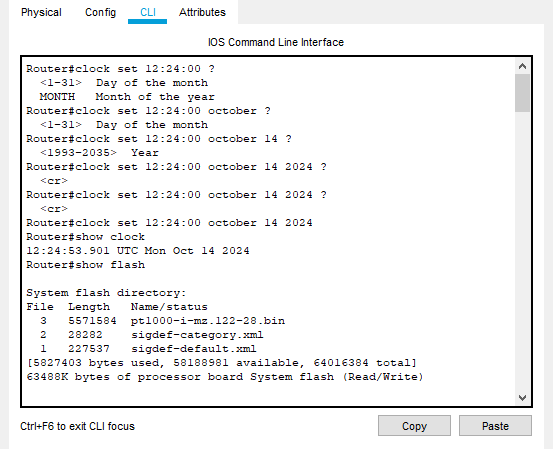 Physical Config CLI Attributes
IOS Command Line Interface
Router#clock set 12:24:00 ?
<1-31> Day of the month
MONTH Month of the year
Router#clock set 12:24:00 october ?
<1-31> Day of the month
Router#clock set 12:24:00 october 14 ?
<1993-2035> Year
Router#clock set 12:24:00 october 14 2024 ?
<cr>
Router#clock set 12:24:00 october 14 2024 ?
<cr>
Router#clock set 12:24:00 october 14 2024
Router#show clock
12:24:53.901 UTC Mon Oct 14 2024
Router#show flash
System flash directory:
File Length Name/status
3 5571584 pt1000-i-mz.122-28.bin
2 28282 sigdef-category.xml
1 227537 sigdef-default.xml
[5827403 bytes used, 58188981 available, 64016384 total]
63488K bytes of processor board System flash (Read/Write)
Ctrl+F6 to exit CLI focus Copy Paste